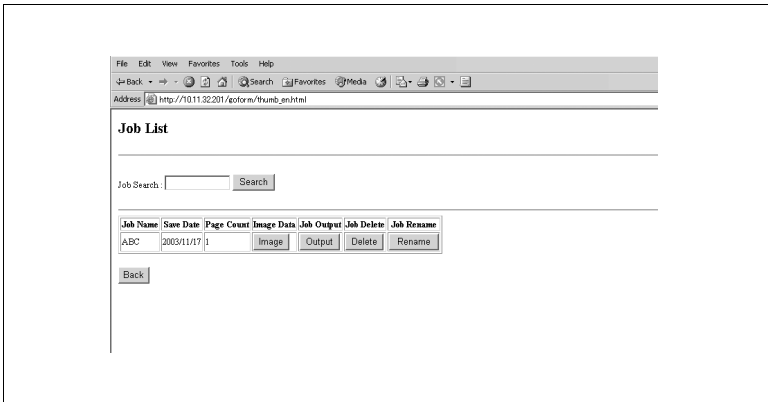 File Edit View Favorites Tools Help
Back Search Favorites Media
Address http://10.11.32.201/goform/thumb_en.html
Job List
Job Search : Search
Job Name Save Date Page Count Image Data Job Output Job Delete Job Rename
ABC 2003/11/17 1 Image Output Delete Rename
Back